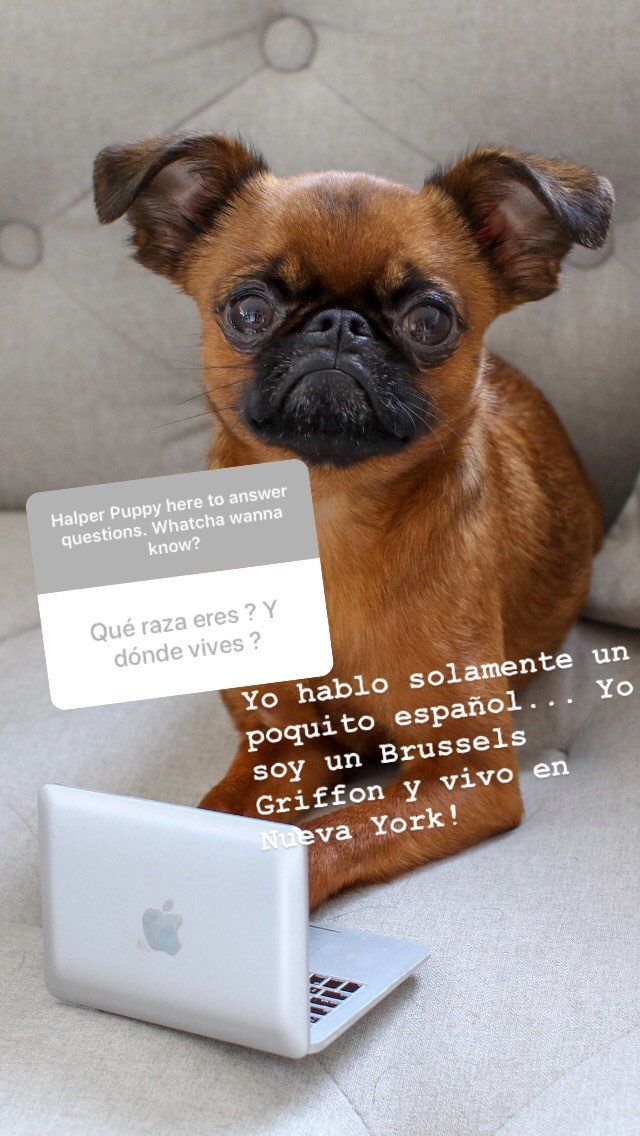 Halper Puppy here to answer
questions. Whatcha wanna
know?
Qué raza eres ? Y
dónde vives ?
Yo hablo solamente un
poquito español... Yo
soy un Brussels
Griffon y vivo en
Nueva York!